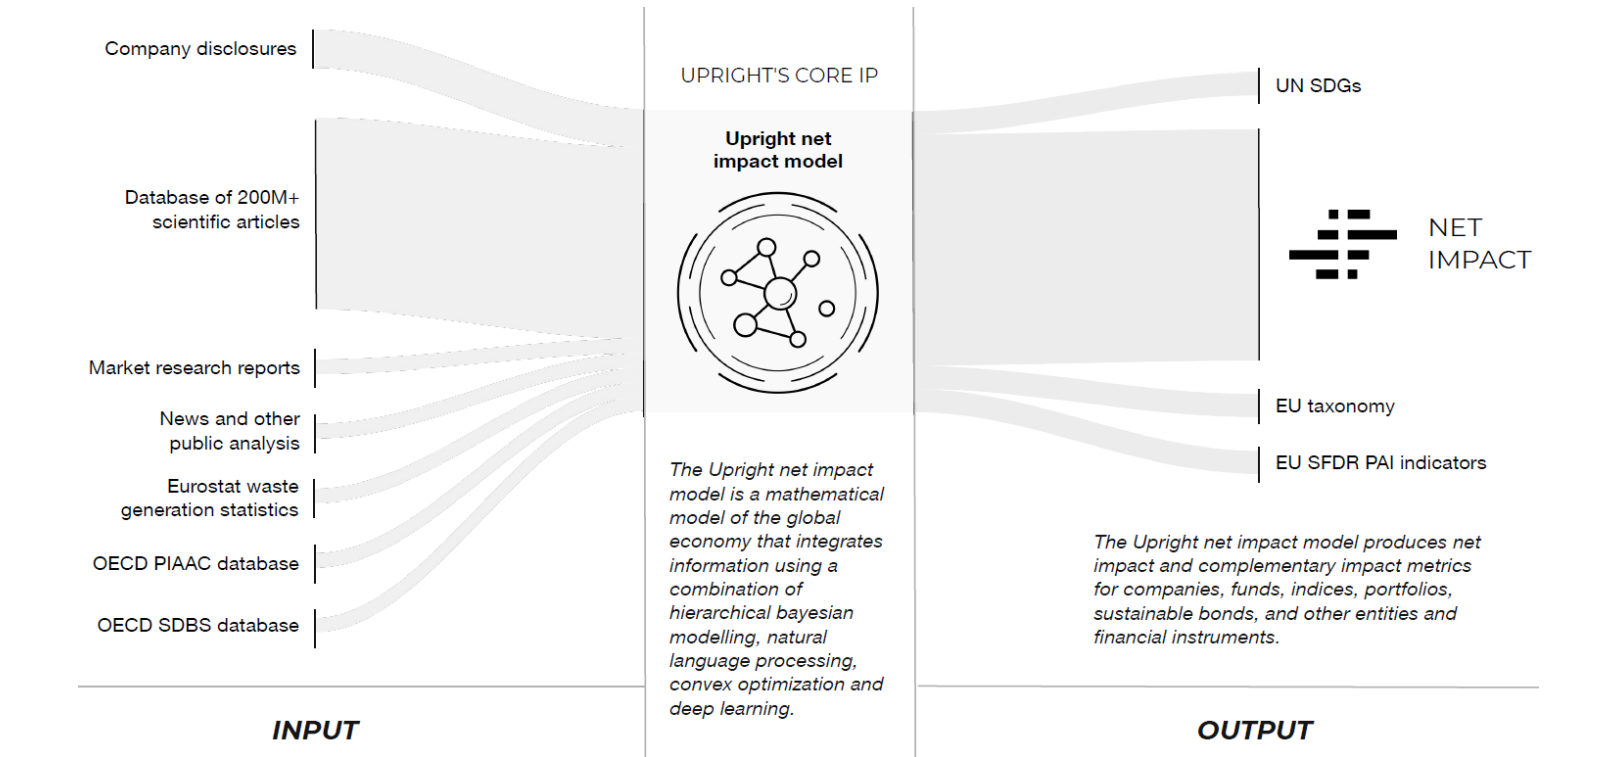 Company disclosures
Database of 200M+
scientific articles
Market research reports
News and other
public analysis
Eurostat waste
generation statistics
OECD PIAAC database
OECD SDBS database
INPUT
UPRIGHT'S CORE IP
Upright net
impact model
The Upright net impact
model is a mathematical
model of the global
economy that integrates
information using a
combination of
hierarchical bayesian
modelling, natural
language processing,
convex optimization and
deep learning.
UN SDGs
NET
IMPACT
EU taxonomy
EU SFDR PAI indicators
The Upright net impact model produces net
impact and complementary impact metrics
for companies, funds, indices, portfolios,
sustainable bonds, and other entities and
financial instruments.
OUTPUT